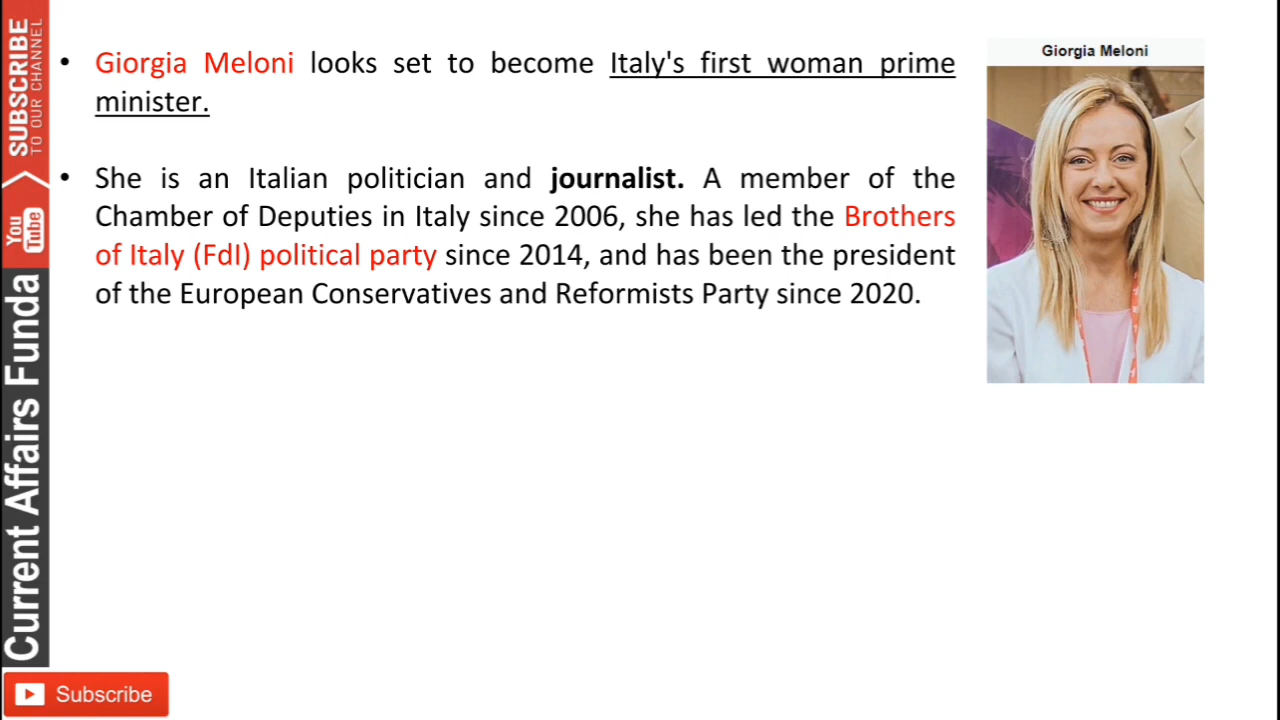 SUBSCRIBE
TO OUR CHANNEL
You
Tube
Current Affairs Funda
• Giorgia Meloni looks set to become Italy's first woman prime
minister.
• She is an Italian politician and journalist. A member of the
Chamber of Deputies in Italy since 2006, she has led the Brothers
of Italy (FdI) political party since 2014, and has been the president
of the European Conservatives and Reformists Party since 2020.
Giorgia Meloni
Subscribe